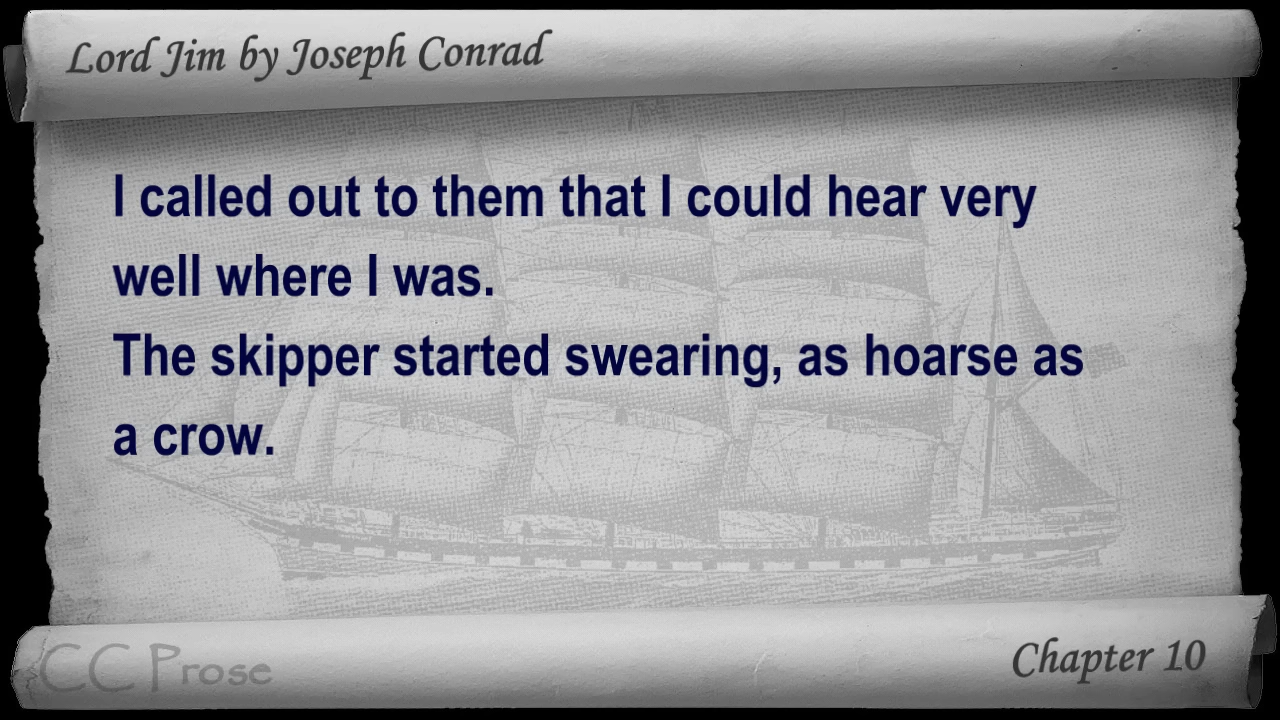 Lord Jim by Joseph Conrad
I called out to them that I could hear very
well where I was.
The skipper started swearing, as hoarse as
a crow.
CC Prose
Chapter 10